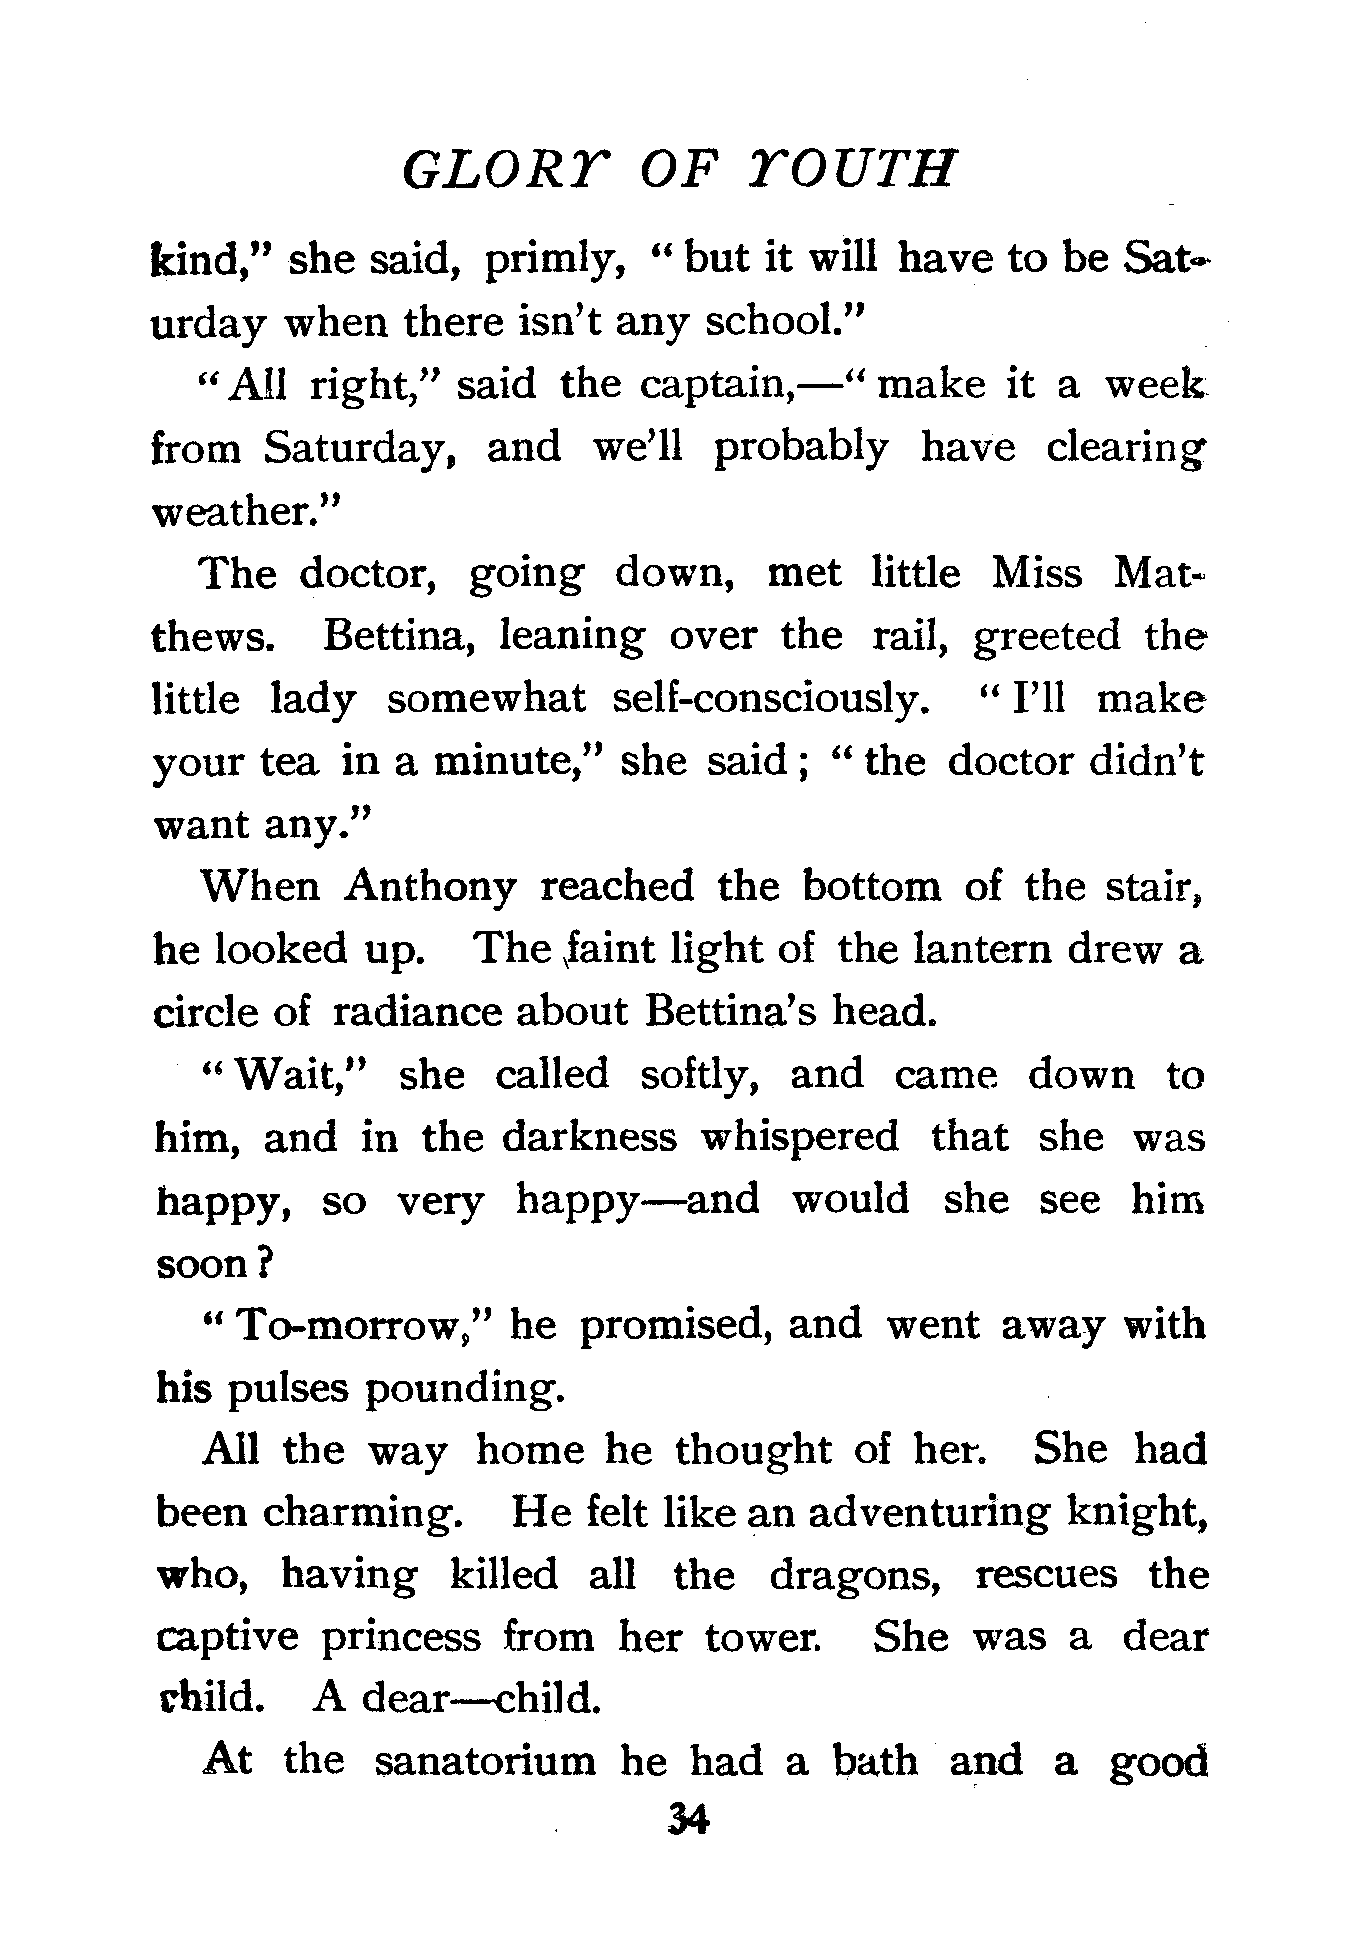 GLORY OF YOUTH
kind," she said, primly, " but it will have to be Sat-
urday when there isn't any school."
" All right," said the captain,—" make it a week
from Saturday, and we'll probably have clearing
weather."
The doctor, going down, met little Miss Mat-
thews. Bettina, leaning over the rail, greeted the
little lady somewhat self-consciously. " I'll make
your tea in a minute," she said ; " the doctor didn't
want any."
When Anthony reached the bottom of the stair,
he looked up. The faint light of the lantern drew a
circle of radiance about Bettina's head.
" Wait," she called softly, and came down to
him, and in the darkness whispered that she was
happy, so very happy—and would she see him
soon ?
" To-morrow," he promised, and went away with
his pulses pounding.
All the way home he thought of her. She had
been charming. He felt like an adventuring knight,
who, having killed all the dragons, rescues the
captive princess from her tower. She was a dear
child. A dear—child.
At the sanatorium he had a bath and a good
34